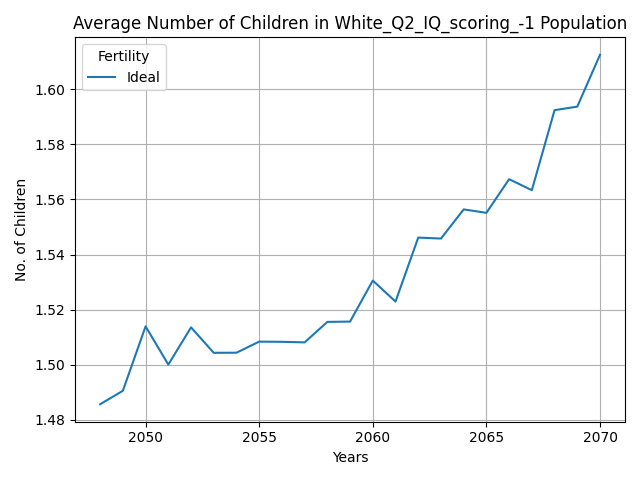 Average Number of Children in White_Q2_IQ_scoring_-1 Population
Fertility
Ideal
No. of Children
1.60
1.58
1.56
1.54
1.52
1.50
1.48
2050
2055
2060
2065
2070
Years